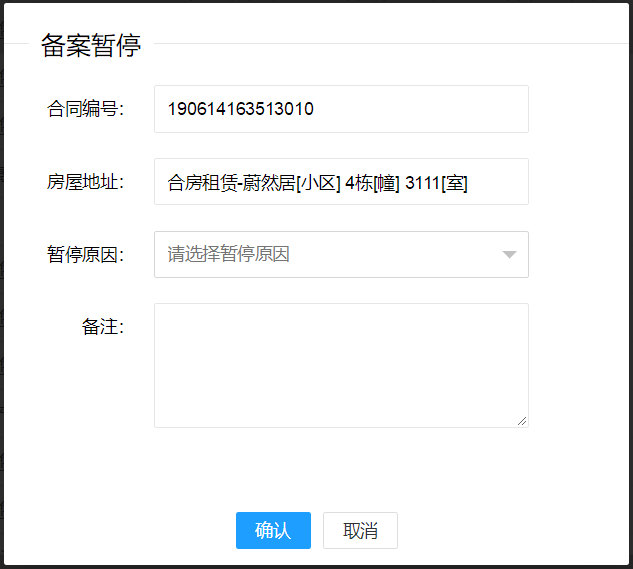 备案暂停
合同编号： 190614163513010
房屋地址： 合房租赁-蔚然居[小区] 4栋[幢] 3111[室]
暂停原因： 请选择暂停原因
备注：
确认 取消